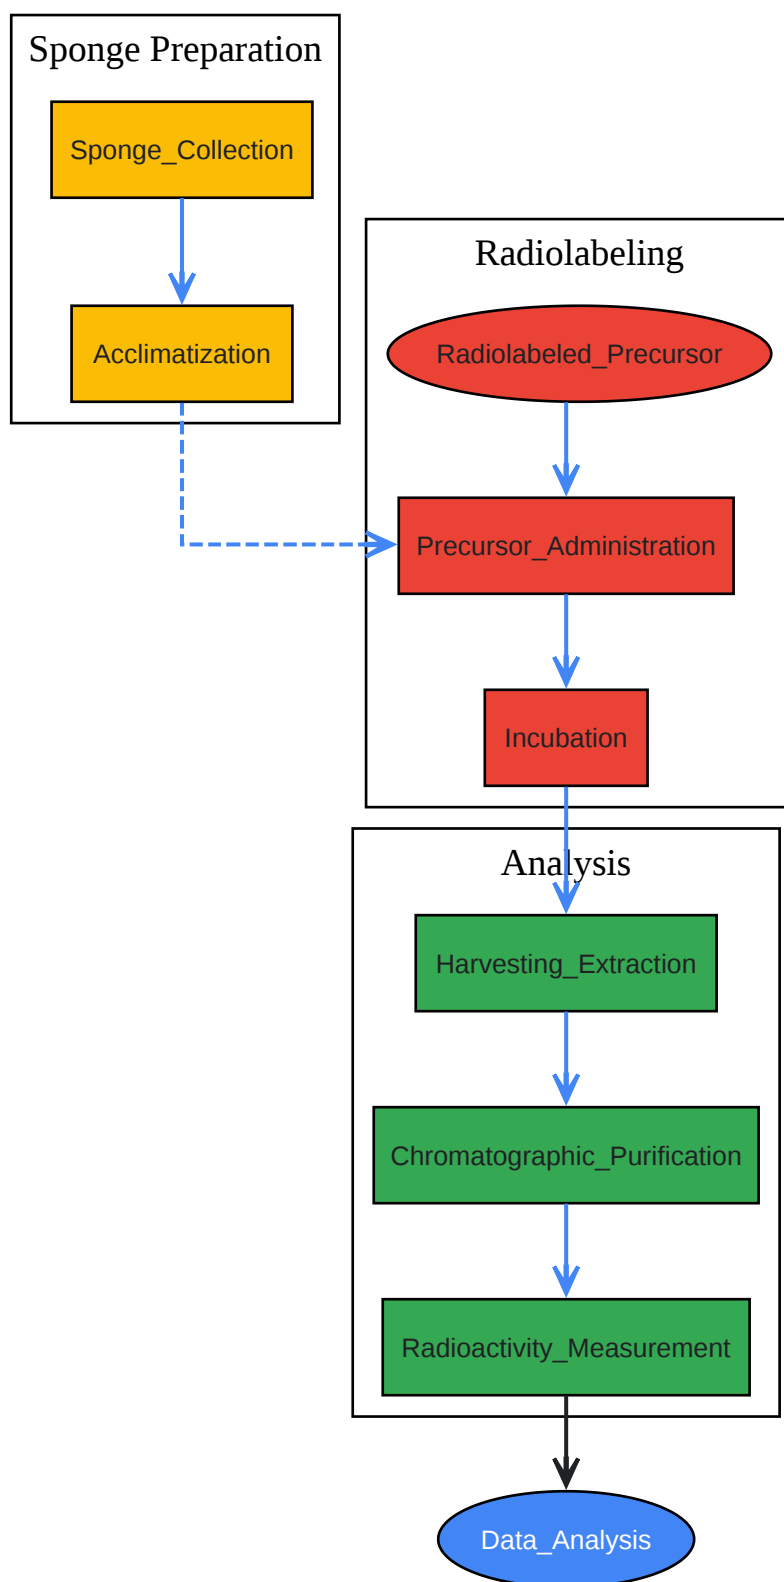 Sponge Preparation
Sponge_Collection
Acclimatization
Radiolabeling
Radiolabeled_Precursor
Precursor_Administration
Incubation
Analysis
Harvesting_Extraction
Chromatographic_Purification
Radioactivity_Measurement
Data_Analysis